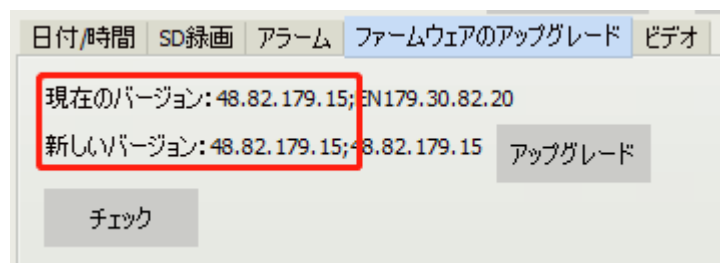 日付/時間 SD録画 アラーム ファームウェアのアップグレード ビデオ
現在のバージョン: 48.82.179.15;EN179.30.82.20
新しいバージョン: 48.82.179.15;48.82.179.15 アップグレード
チェック